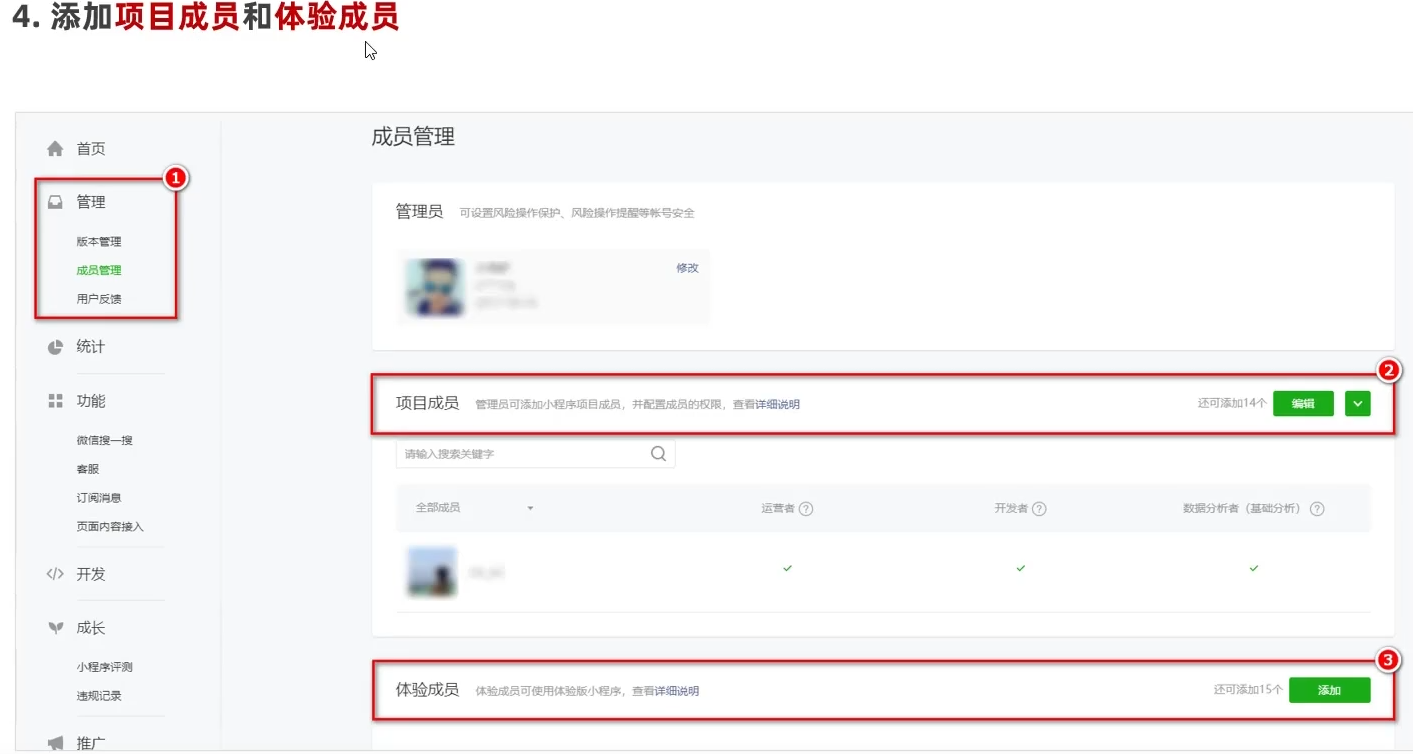 4. 添加项目成员和体验成员
首页
1
管理
版本管理
成员管理
用户反馈
统计
功能
微信搜一搜
客服
订阅消息
页面内容接入
开发
成长
小程序评测
违规记录
推广
成员管理
管理员 可设置风险操作保护、风险操作提醒等帐号安全
修改
2
项目成员 管理员可添加小程序项目成员，并配置成员的权限，查看详细说明 还可添加14个 编辑
请输入搜索关键字
全部成员 运营者 ? 开发者 ? 数据分析者（基础分析） ?
3
体验成员 体验成员可使用体验版小程序，查看详细说明 还可添加15个 添加